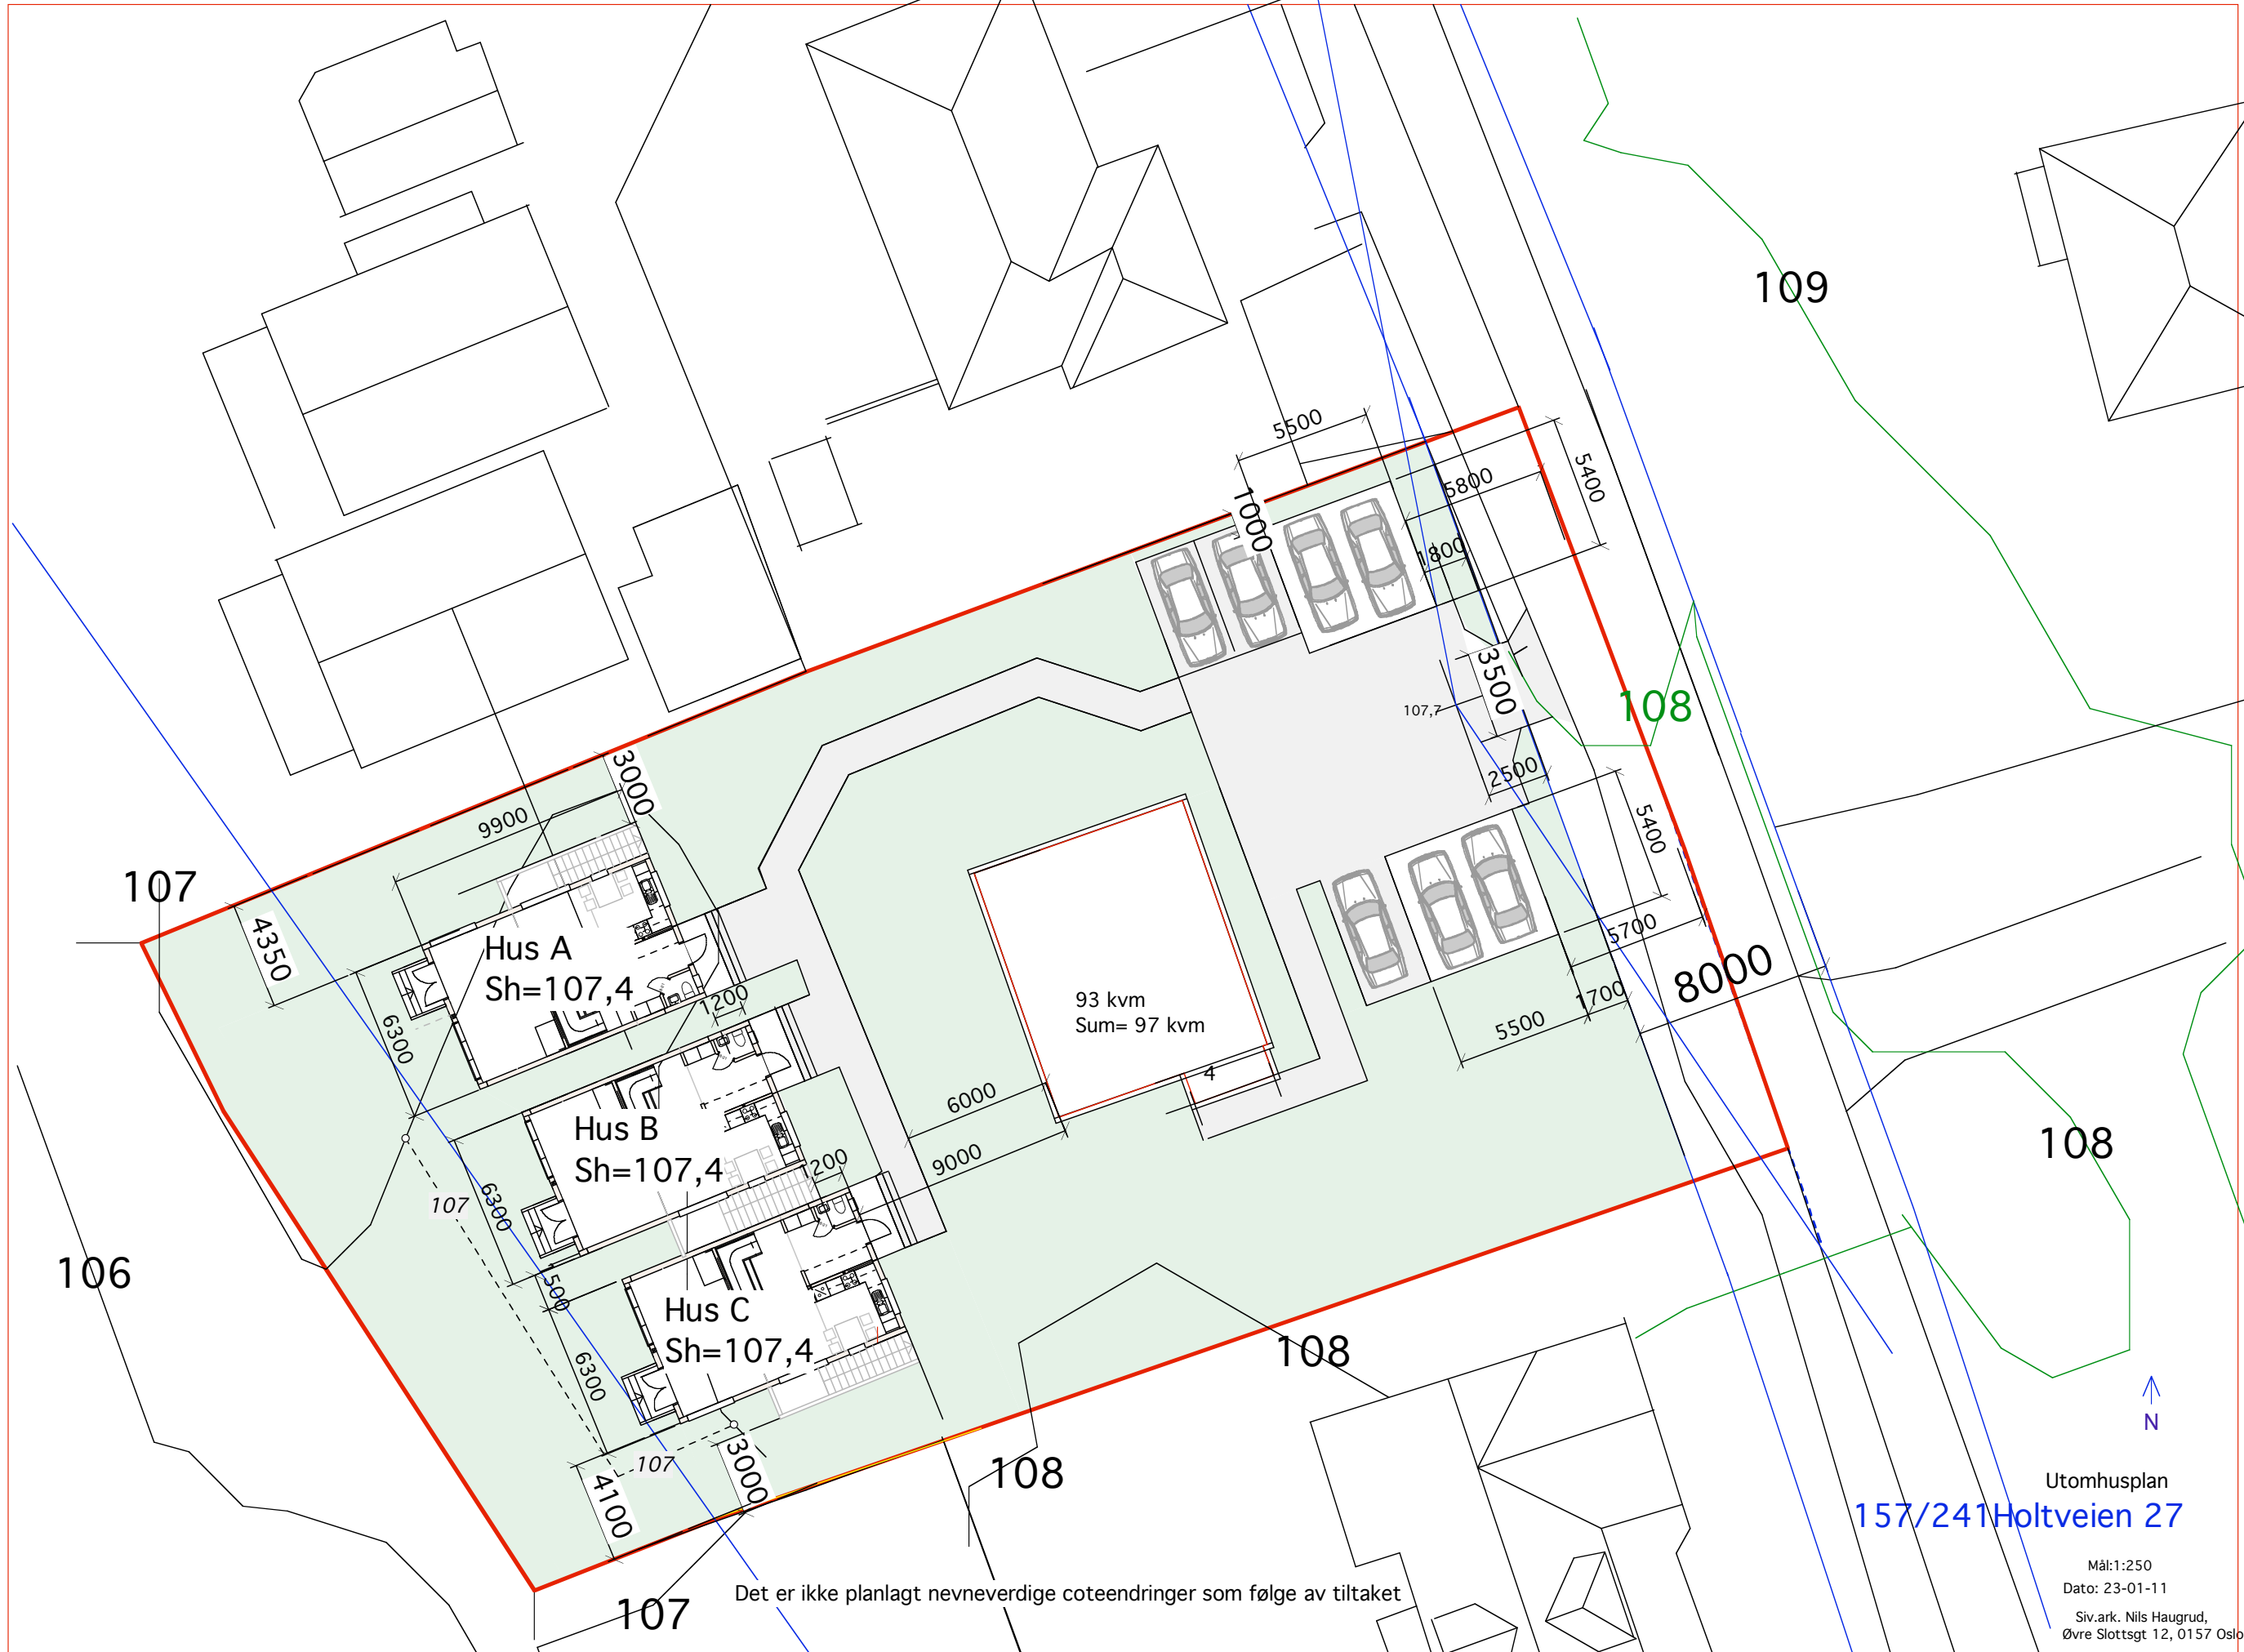 109
5500
5400
5800
1000
1800
3500
108
107,7
3000
2500
9900
5400
107
4350
5700
8000
Hus A
Sh=107,4
1700
93 kvm
Sum= 97 kvm
1200
5500
6300
4
6000
Hus B
Sh=107,4
108
9000
200
107
6300
106
500
Hus C
Sh=107,4
108
6300
N
107
3000
108
4100
Utomhusplan
157/241Holtveien 27
Mål:1:250
Dato: 23-01-11
Det er ikke planlagt nevneverdige coteendringer som følge av tiltaket
107
Siv.ark. Nils Haugrud,
Øvre Slottsgt 12, 0157 Oslo